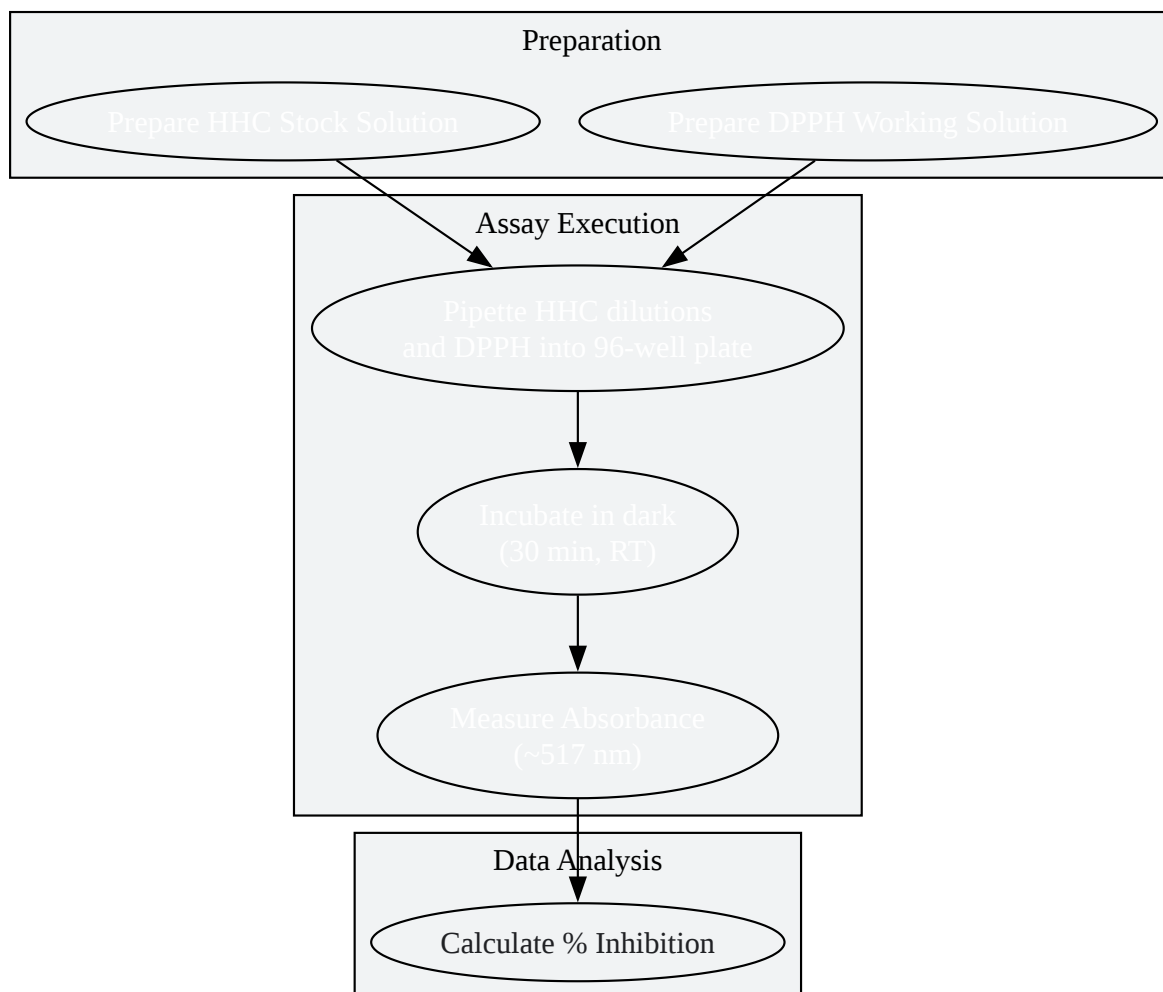 Preparation
Prepare HHC Stock Solution
Prepare DPPH Working Solution
Assay Execution
Pipette HHC dilutions
and DPPH into 96-well plate
Incubate in dark
(30 min, RT)
Measure Absorbance
(~517 nm)
Data Analysis
Calculate % Inhibition